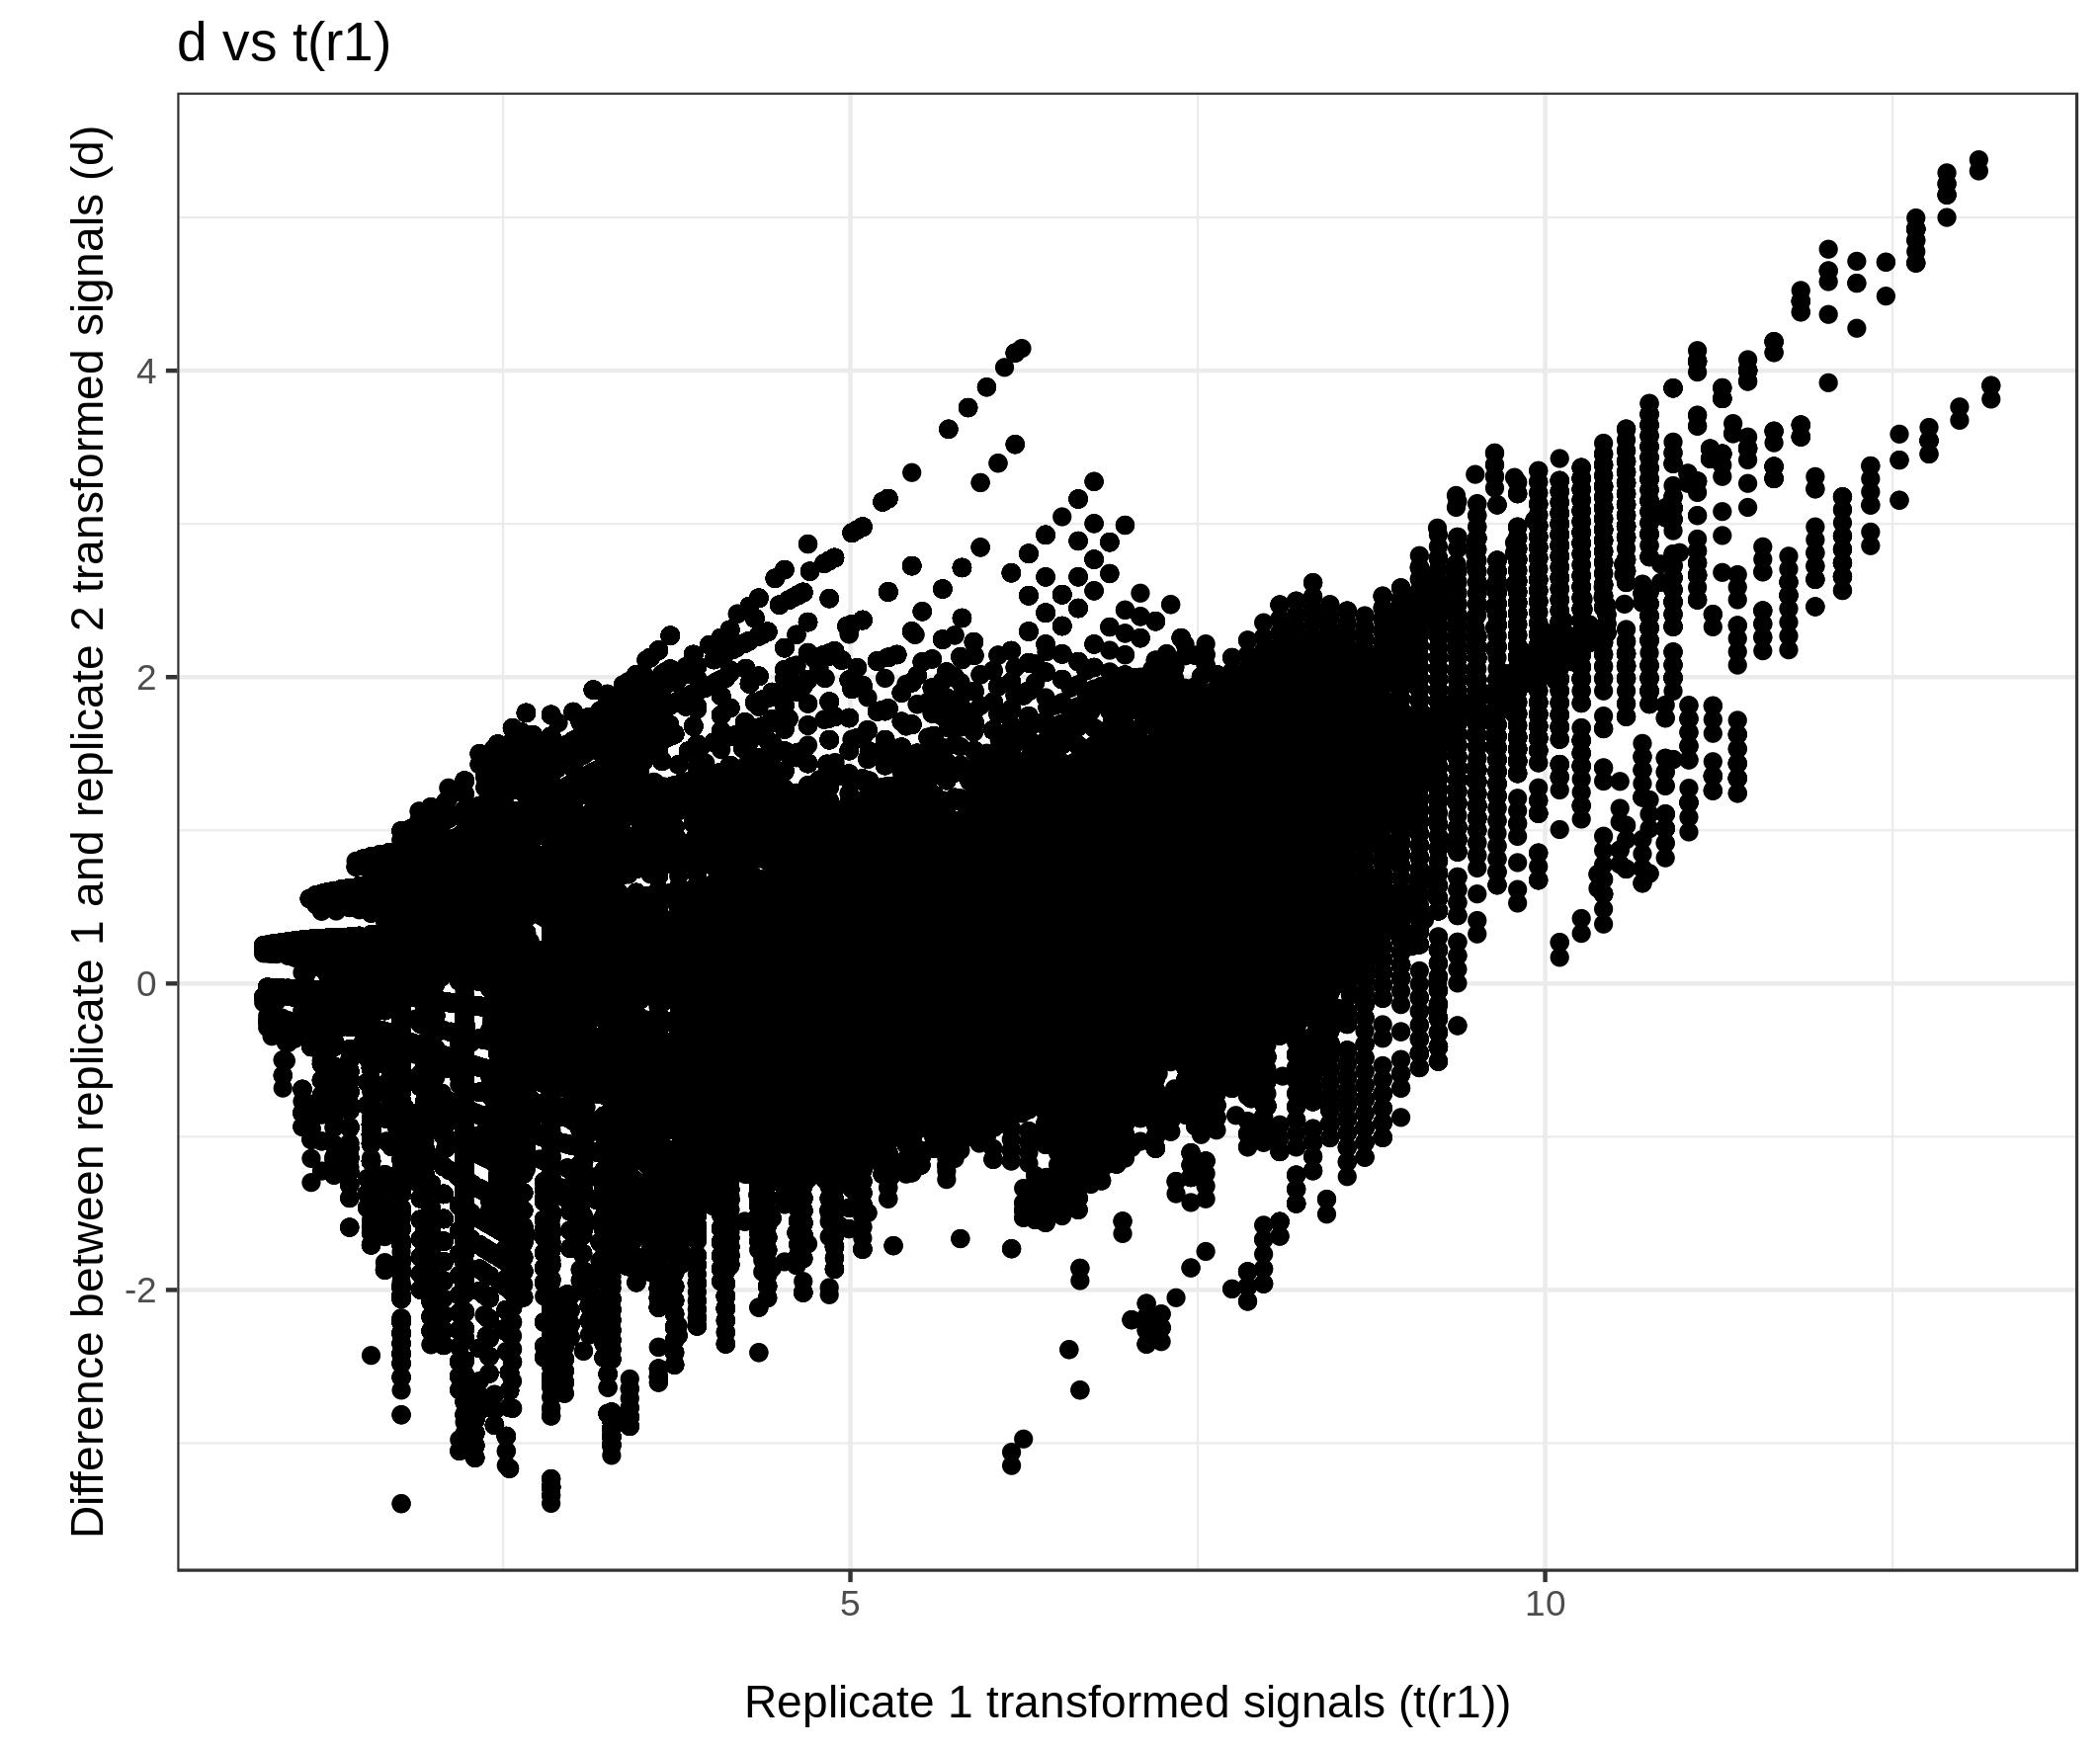 d vs t(r1)
Difference between replicate 1 and replicate 2 transformed signals (d)
4
2
0
-2
5
10
Replicate 1 transformed signals (t(r1))